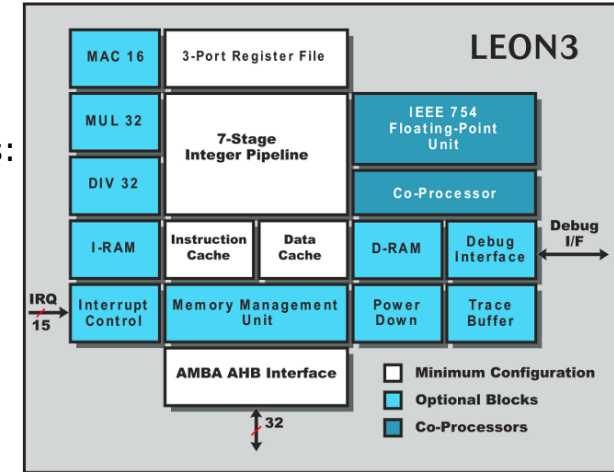 LEON3
MAC 16
3-Port Register File
MUL 32
7-Stage
Integer Pipeline
IEEE 754
Floating-Point
Unit
s:
DIV 32
Co-Processor
I-RAM
Instruction
Cache
Data
Cache
D-RAM
Debug
Interface
Debug
I/F
IRQ
15
Interrupt
Control
Memory Management
Unit
Power
Down
Trace
Buffer
AMBA AHB Interface
32
Minimum Configuration
Optional Blocks
Co-Processors